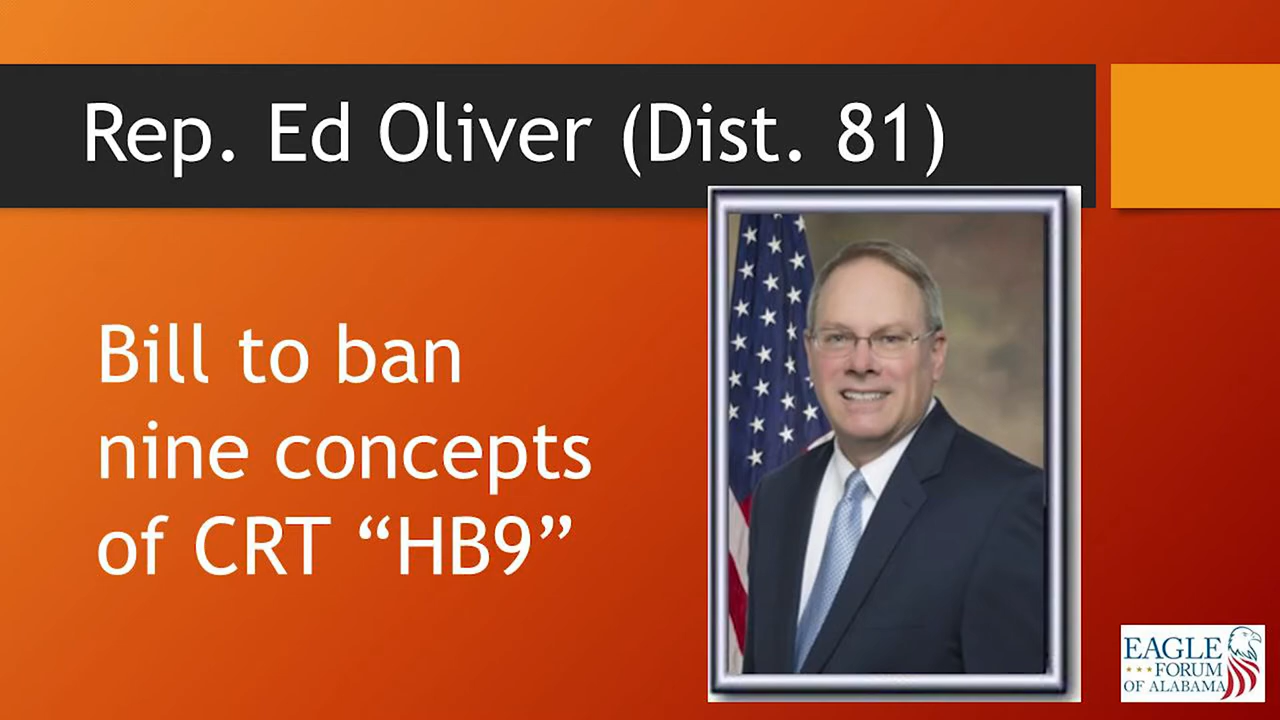 Rep. Ed Oliver (Dist. 81)
Bill to ban
nine concepts
of CRT “HB9”
EAGLE
FORUM
OF ALABAMA